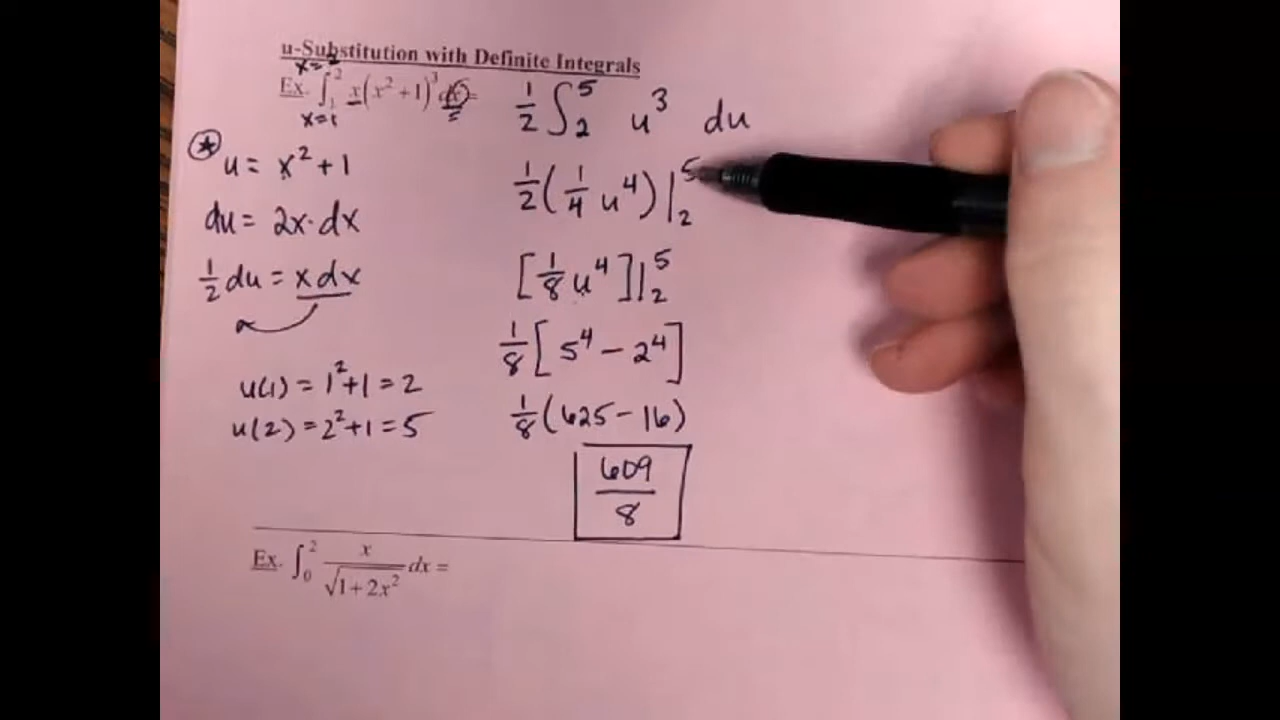 u-Substitution with Definite Integrals
x=2
Ex. ∫₁² x(x²+1)³ dx =
x=1
u = x² + 1
du = 2x·dx
½ du = x dx
u(1) = 1²+1 = 2
u(2) = 2²+1 = 5
½ ∫₂⁵ u³ du
½(¼ u⁴)|₂⁵
[⅛ u⁴]|₂⁵
⅛[5⁴ − 2⁴]
⅛(625 − 16)
609/8
Ex. ∫₀² x/√(1+2x²) dx =